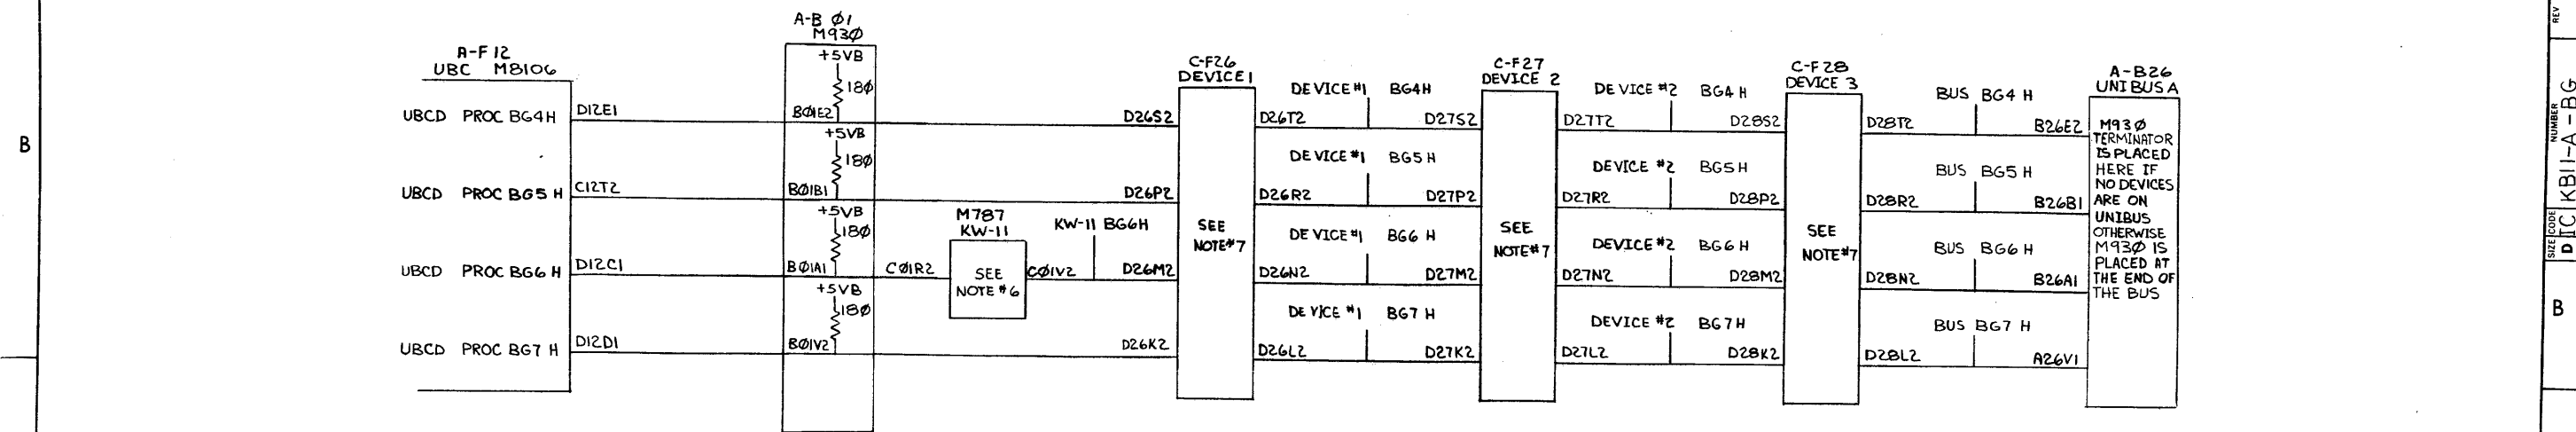 A-B Ø1
M93Ø
A-F12
UBC M8106
+5VB
18Ø
UBCD PROC BG4H
D12E1
BØ1E2
+5VB
18Ø
UBCD PROC BG5 H
C12T2
BØ1B1
+5VB
18Ø
UBCD PROC BG6 H
D12C1
BØ1A1
+5VB
18Ø
UBCD PROC BG7 H
D12D1
BØ1V2
M787
KW-11
CØ1R2
SEE
NOTE #6
CØ1V2
KW-11 BG6H
D26S2
D26P2
D26M2
D26K2
C-F26
DEVICE1
SEE
NOTE#7
DEVICE#1 BG4H
D26T2
D27S2
DEVICE#1 BG5 H
D26R2
D27P2
DEVICE#1 BG6 H
D26N2
D27M2
DEVICE #1 BG7 H
D26L2
D27K2
C-F27
DEVICE 2
SEE
NOTE#7
DEVICE #2 BG4 H
D27T2
D28S2
DEVICE #2 BG5H
D27R2
D28P2
DEVICE#2 BG6 H
D27N2
D28M2
DEVICE #2 BG7H
D27L2
D28K2
C-F28
DEVICE 3
SEE
NOTE#7
BUS BG4 H
D28T2
B26E2
BUS BG5 H
D28R2
B26B1
BUS BG6 H
D28N2
B26A1
BUS BG7 H
D28L2
A26V1
A-B26
UNIBUS A
M93Ø
TERMINATOR
IS PLACED
HERE IF
NO DEVICES
ARE ON
UNIBUS
OTHERWISE
M93Ø IS
PLACED AT
THE END OF
THE BUS
B
B
REV
NUMBER
KB11-A-BG
SIZE CODE
D IC